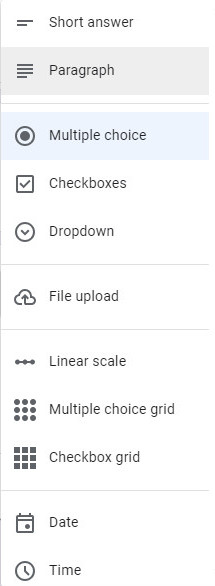 Short answer
Paragraph
Multiple choice
Checkboxes
Dropdown
File upload
Linear scale
Multiple choice grid
Checkbox grid
Date
Time